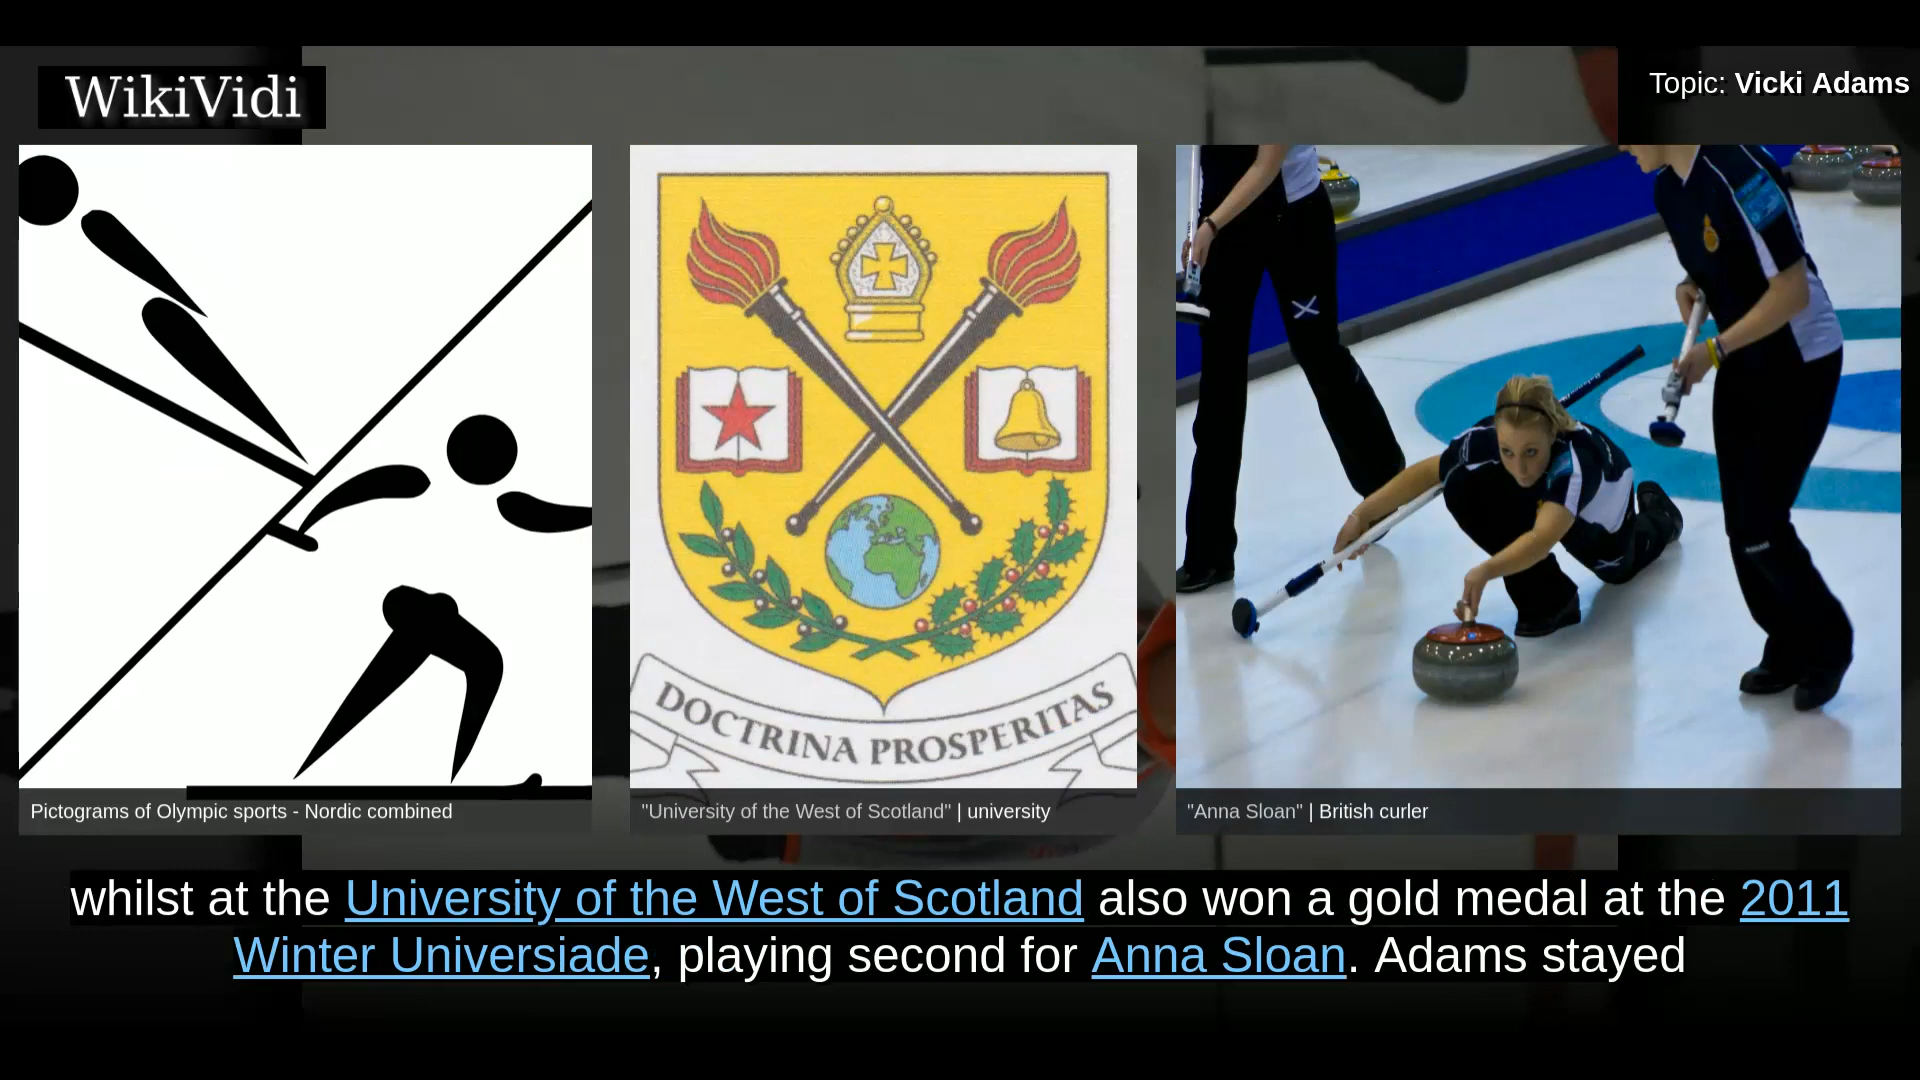 WikiVidi
Topic: Vicki Adams
DOCTRINA PROSPERITAS
Pictograms of Olympic sports - Nordic combined
"University of the West of Scotland" | university
"Anna Sloan" | British curler
whilst at the University of the West of Scotland also won a gold medal at the 2011
Winter Universiade, playing second for Anna Sloan. Adams stayed